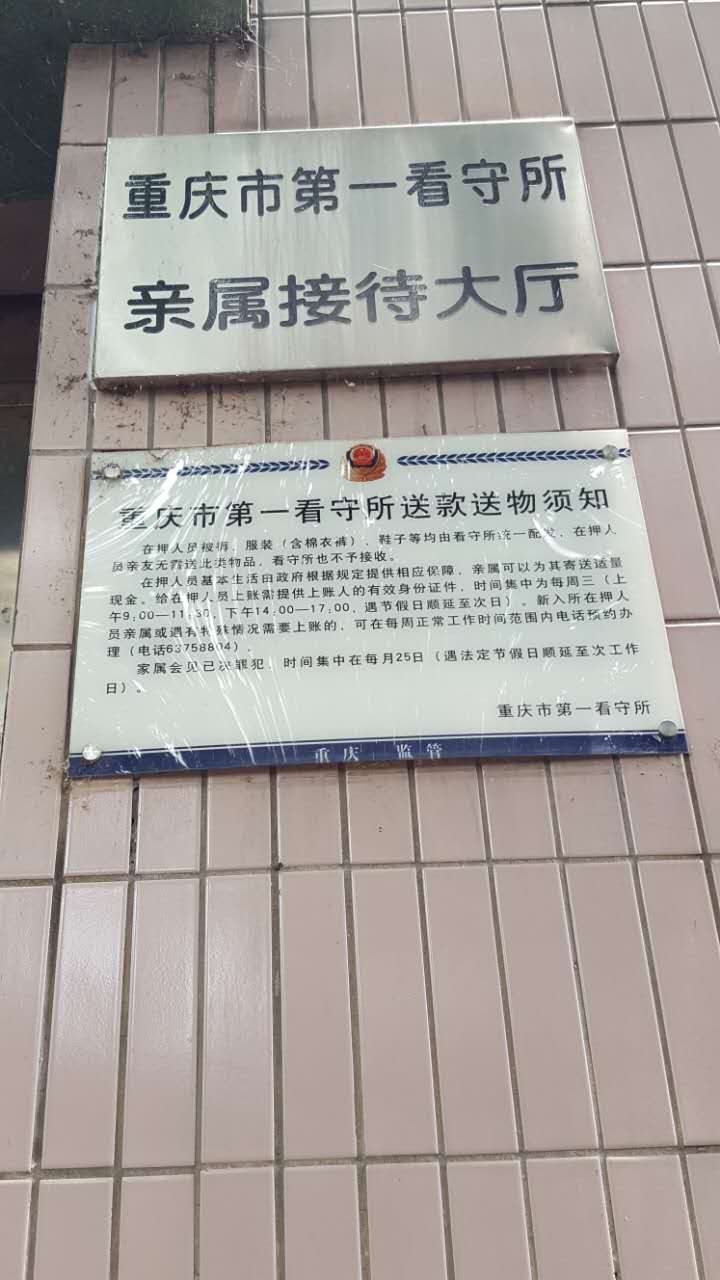 重庆市第一看守所
亲属接待大厅
重庆市第一看守所送款送物须知
在押人员被褥、服装（含棉衣裤）、鞋子等均由看守所统一配发，在押人
员亲友无需送此类物品，看守所也不予接收。
在押人员基本生活由政府根据规定提供相应保障，亲属可以为其寄送适量
现金。给在押人员上账需提供上账人的有效身份证件，时间集中为每周三（上
午9:00—11:30，下午14:00—17:00，遇节假日顺延至次日）。新入所在押人
员亲属或遇有特殊情况需要上账的，可在每周正常工作时间范围内电话预约办
理（电话63758804）。
家属会见已决罪犯，时间集中在每月25日（遇法定节假日顺延至次工作
日）。
重庆市第一看守所
重庆 监管